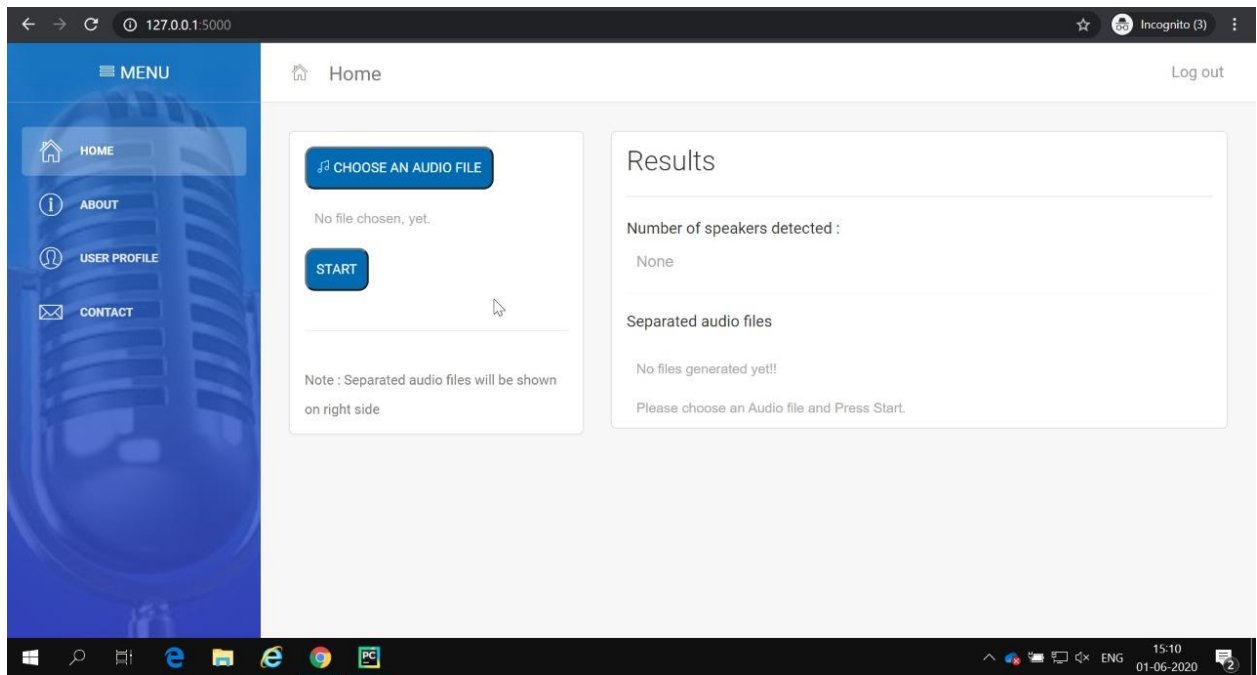 127.0.0.1:5000
Incognito (3)
MENU
HOME
ABOUT
USER PROFILE
CONTACT
Home
Log out
CHOOSE AN AUDIO FILE
No file chosen, yet.
START
Note : Separated audio files will be shown
on right side
Results
Number of speakers detected :
None
Separated audio files
No files generated yet!!
Please choose an Audio file and Press Start.
PC
ENG
15:10
01-06-2020
2